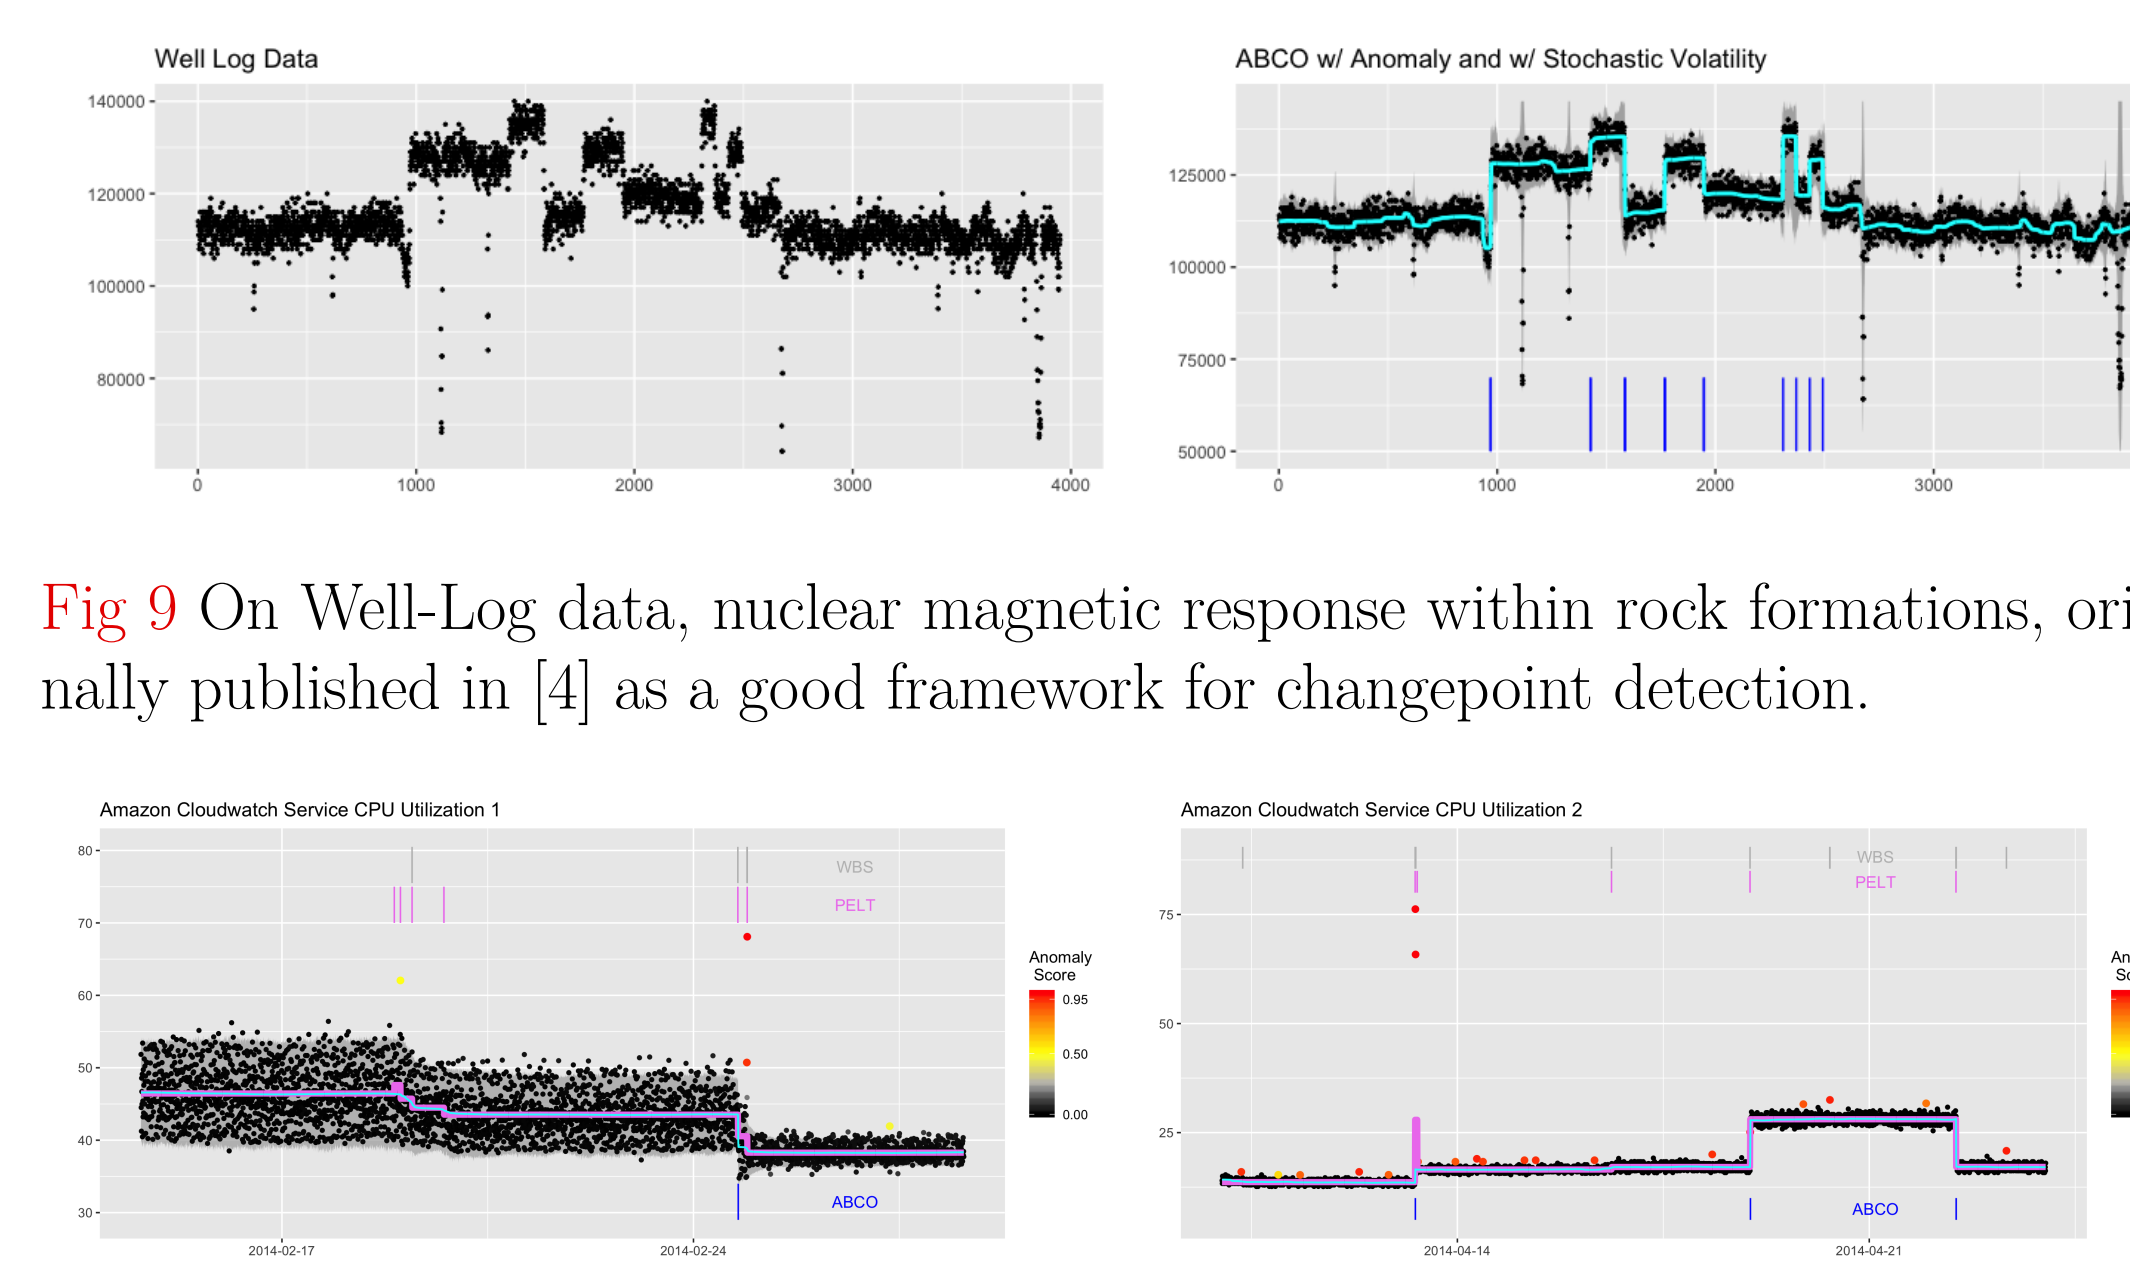 Well Log Data
140000
120000
100000
80000
0 1000 2000 3000 4000
ABCO w/ Anomaly and w/ Stochastic Volatility
125000
100000
75000
50000
0 1000 2000 3000
Fig 9 On Well-Log data, nuclear magnetic response within rock formations, ori
nally published in [4] as a good framework for changepoint detection.
Amazon Cloudwatch Service CPU Utilization 1
80
70
60
50
40
30
WBS
PELT
ABCO
2014-02-17 2014-02-24
Anomaly
Score
0.95
0.50
0.00
Amazon Cloudwatch Service CPU Utilization 2
75
50
25
WBS
PELT
ABCO
2014-04-14 2014-04-21
An
Sc